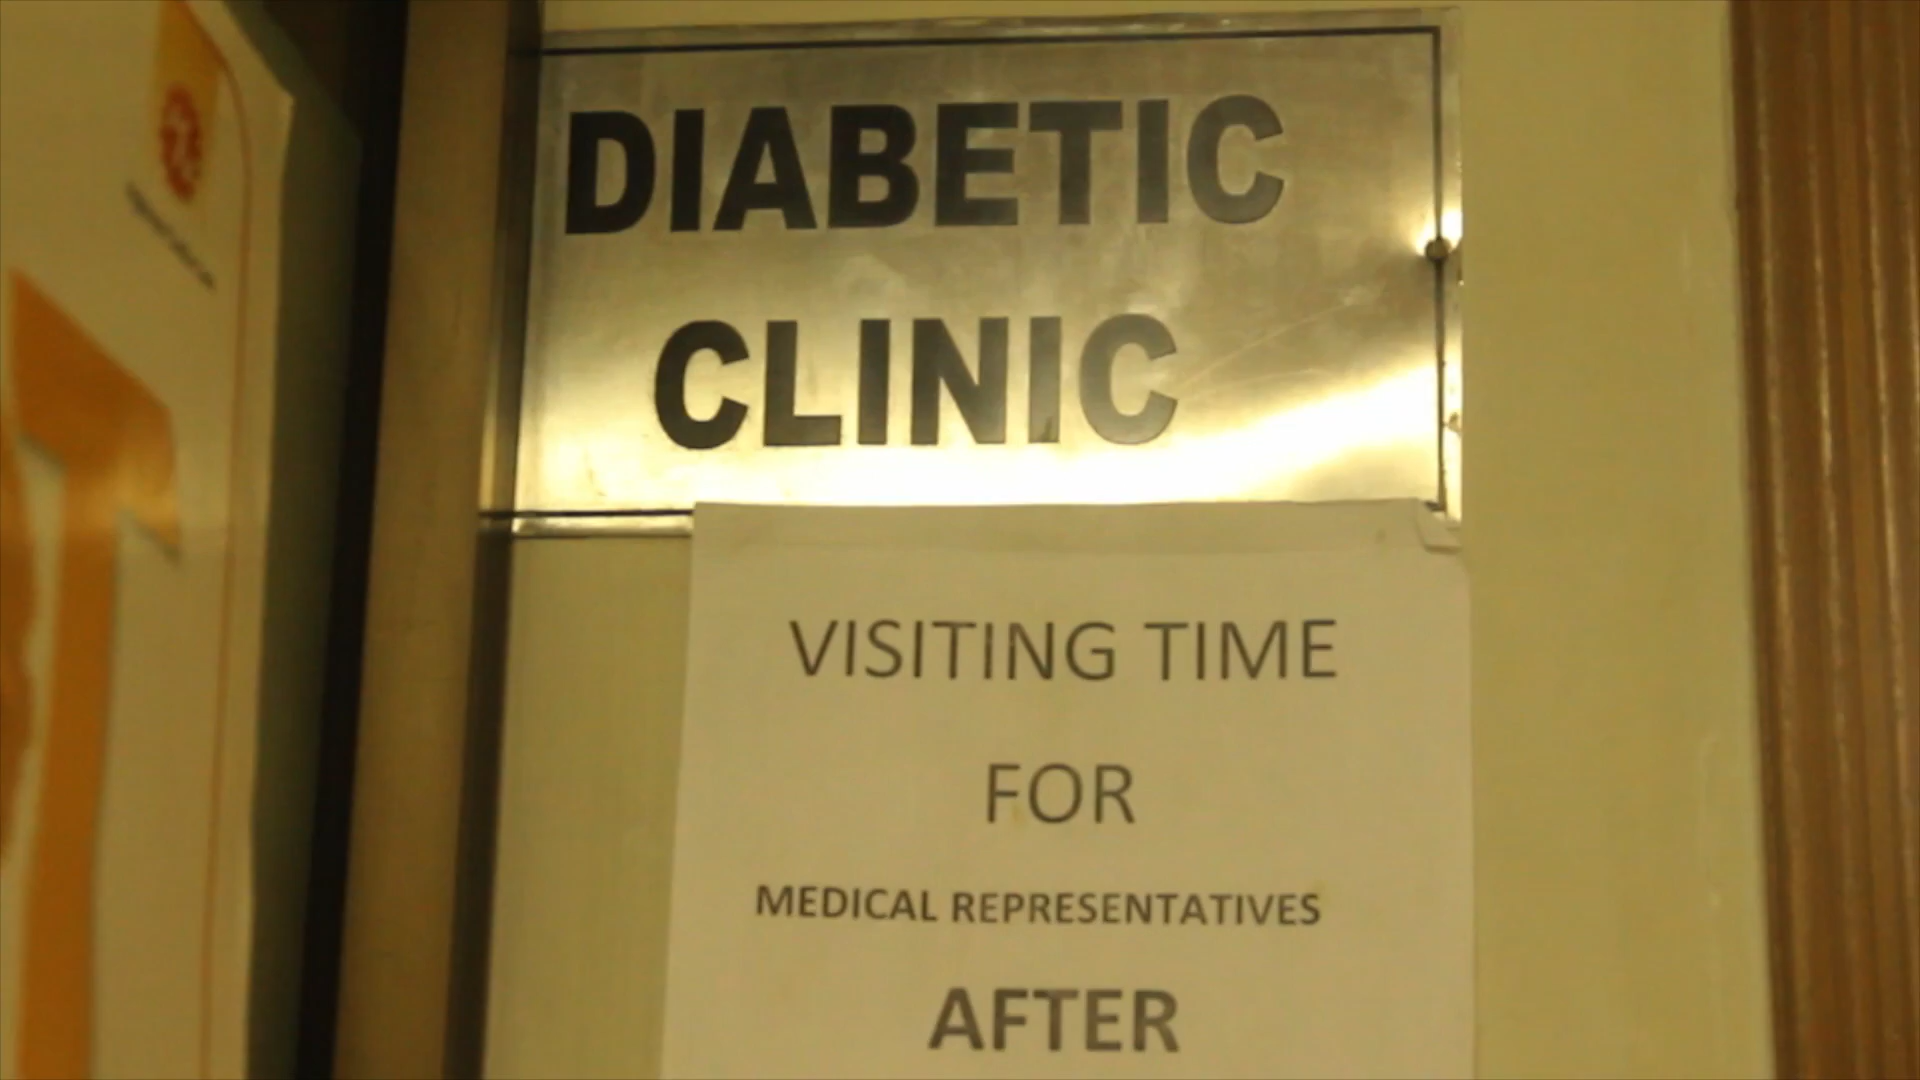 DIABETIC
CLINIC
VISITING TIME
FOR
MEDICAL REPRESENTATIVES
AFTER